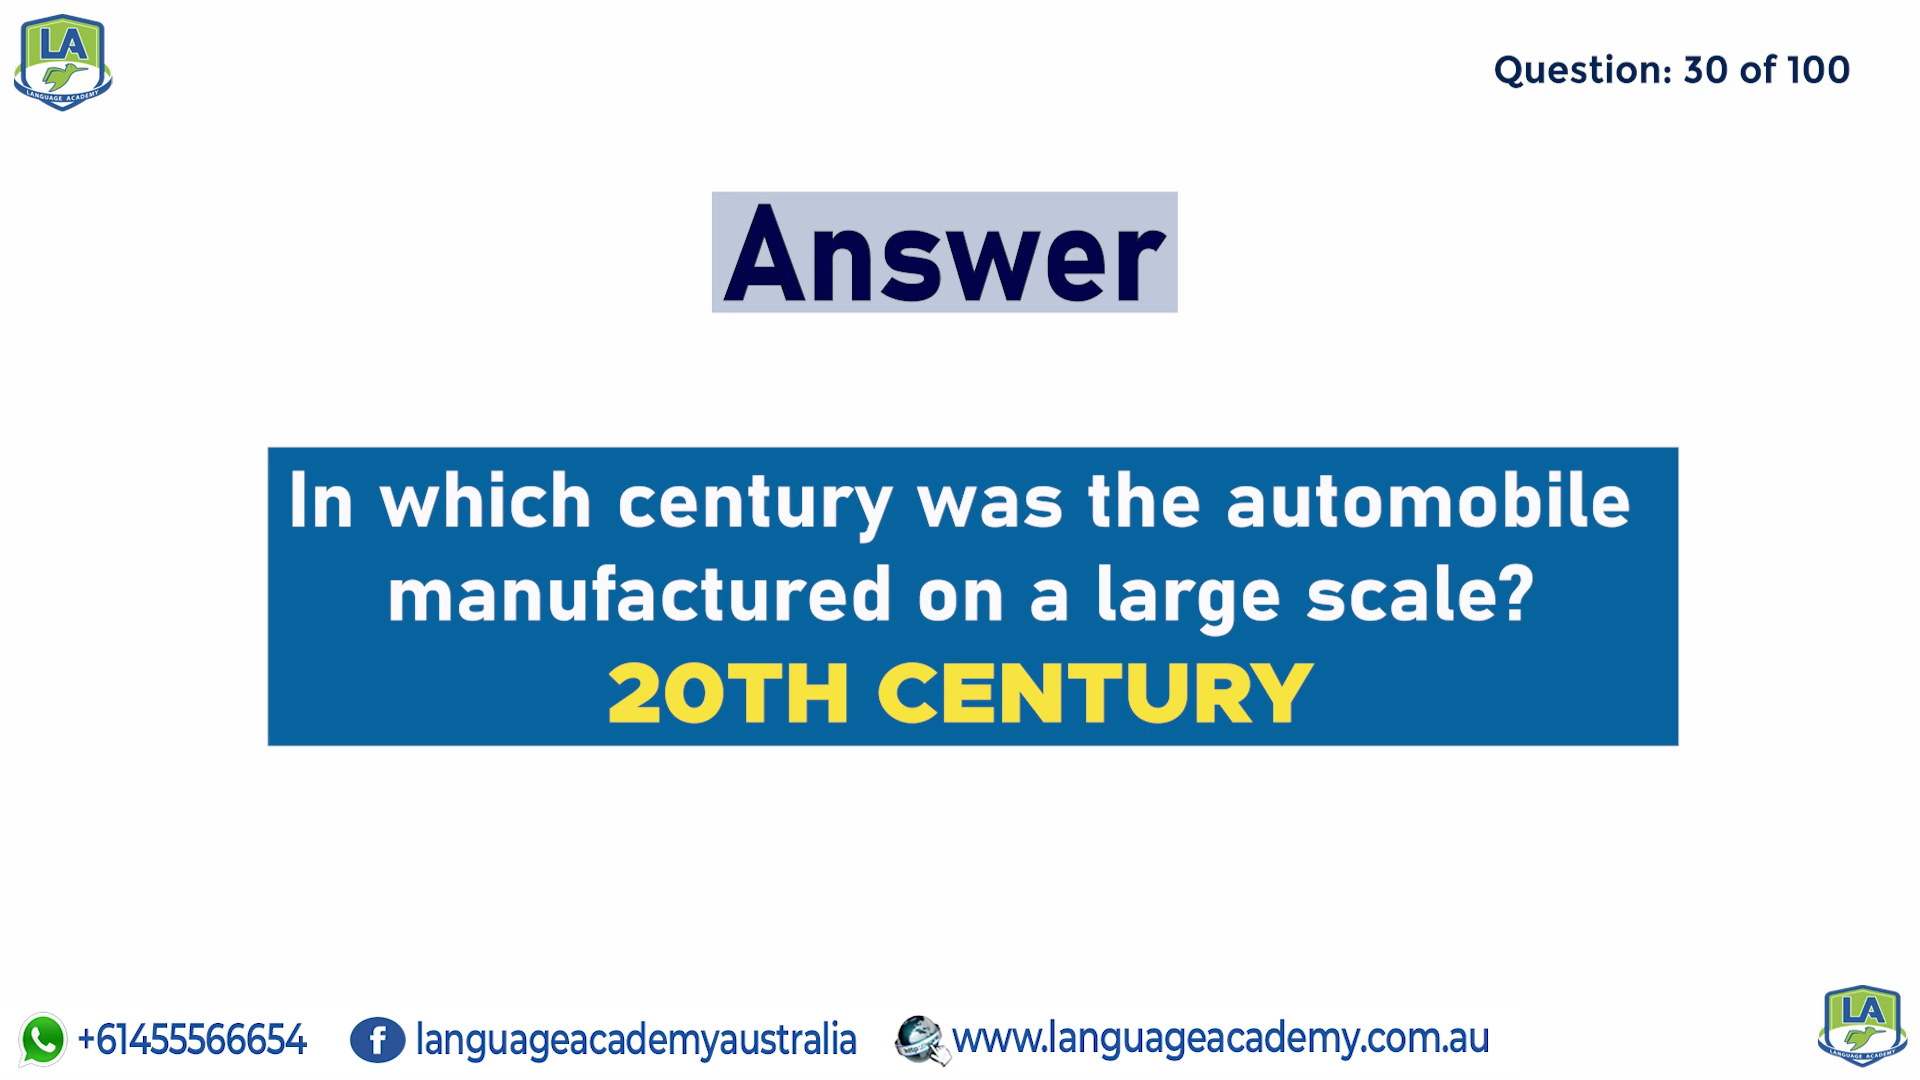 LA
LANGUAGE ACADEMY
Question: 30 of 100
Answer
In which century was the automobile
manufactured on a large scale?
20TH CENTURY
+61455566654
languageacademyaustralia
www.languageacademy.com.au
LA
LANGUAGE ACADEMY